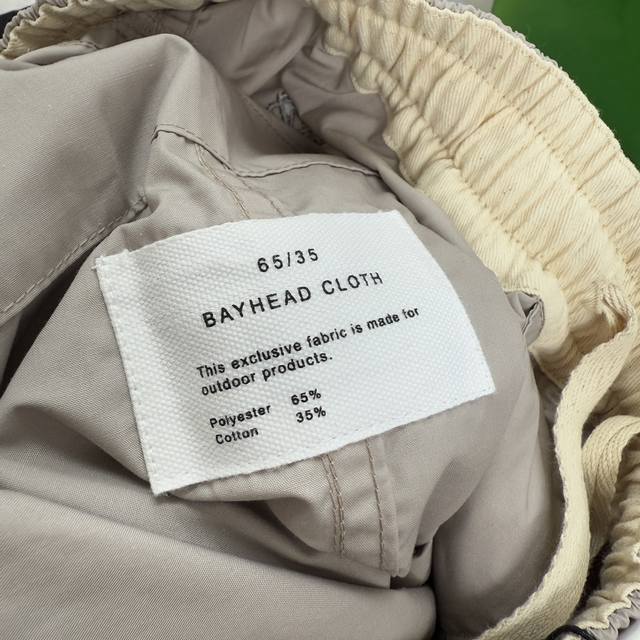 65/35
BAYHEAD CLOTH
This exclusive fabric is made for
outdoor products.
Polyester 65%
Cotton 35%